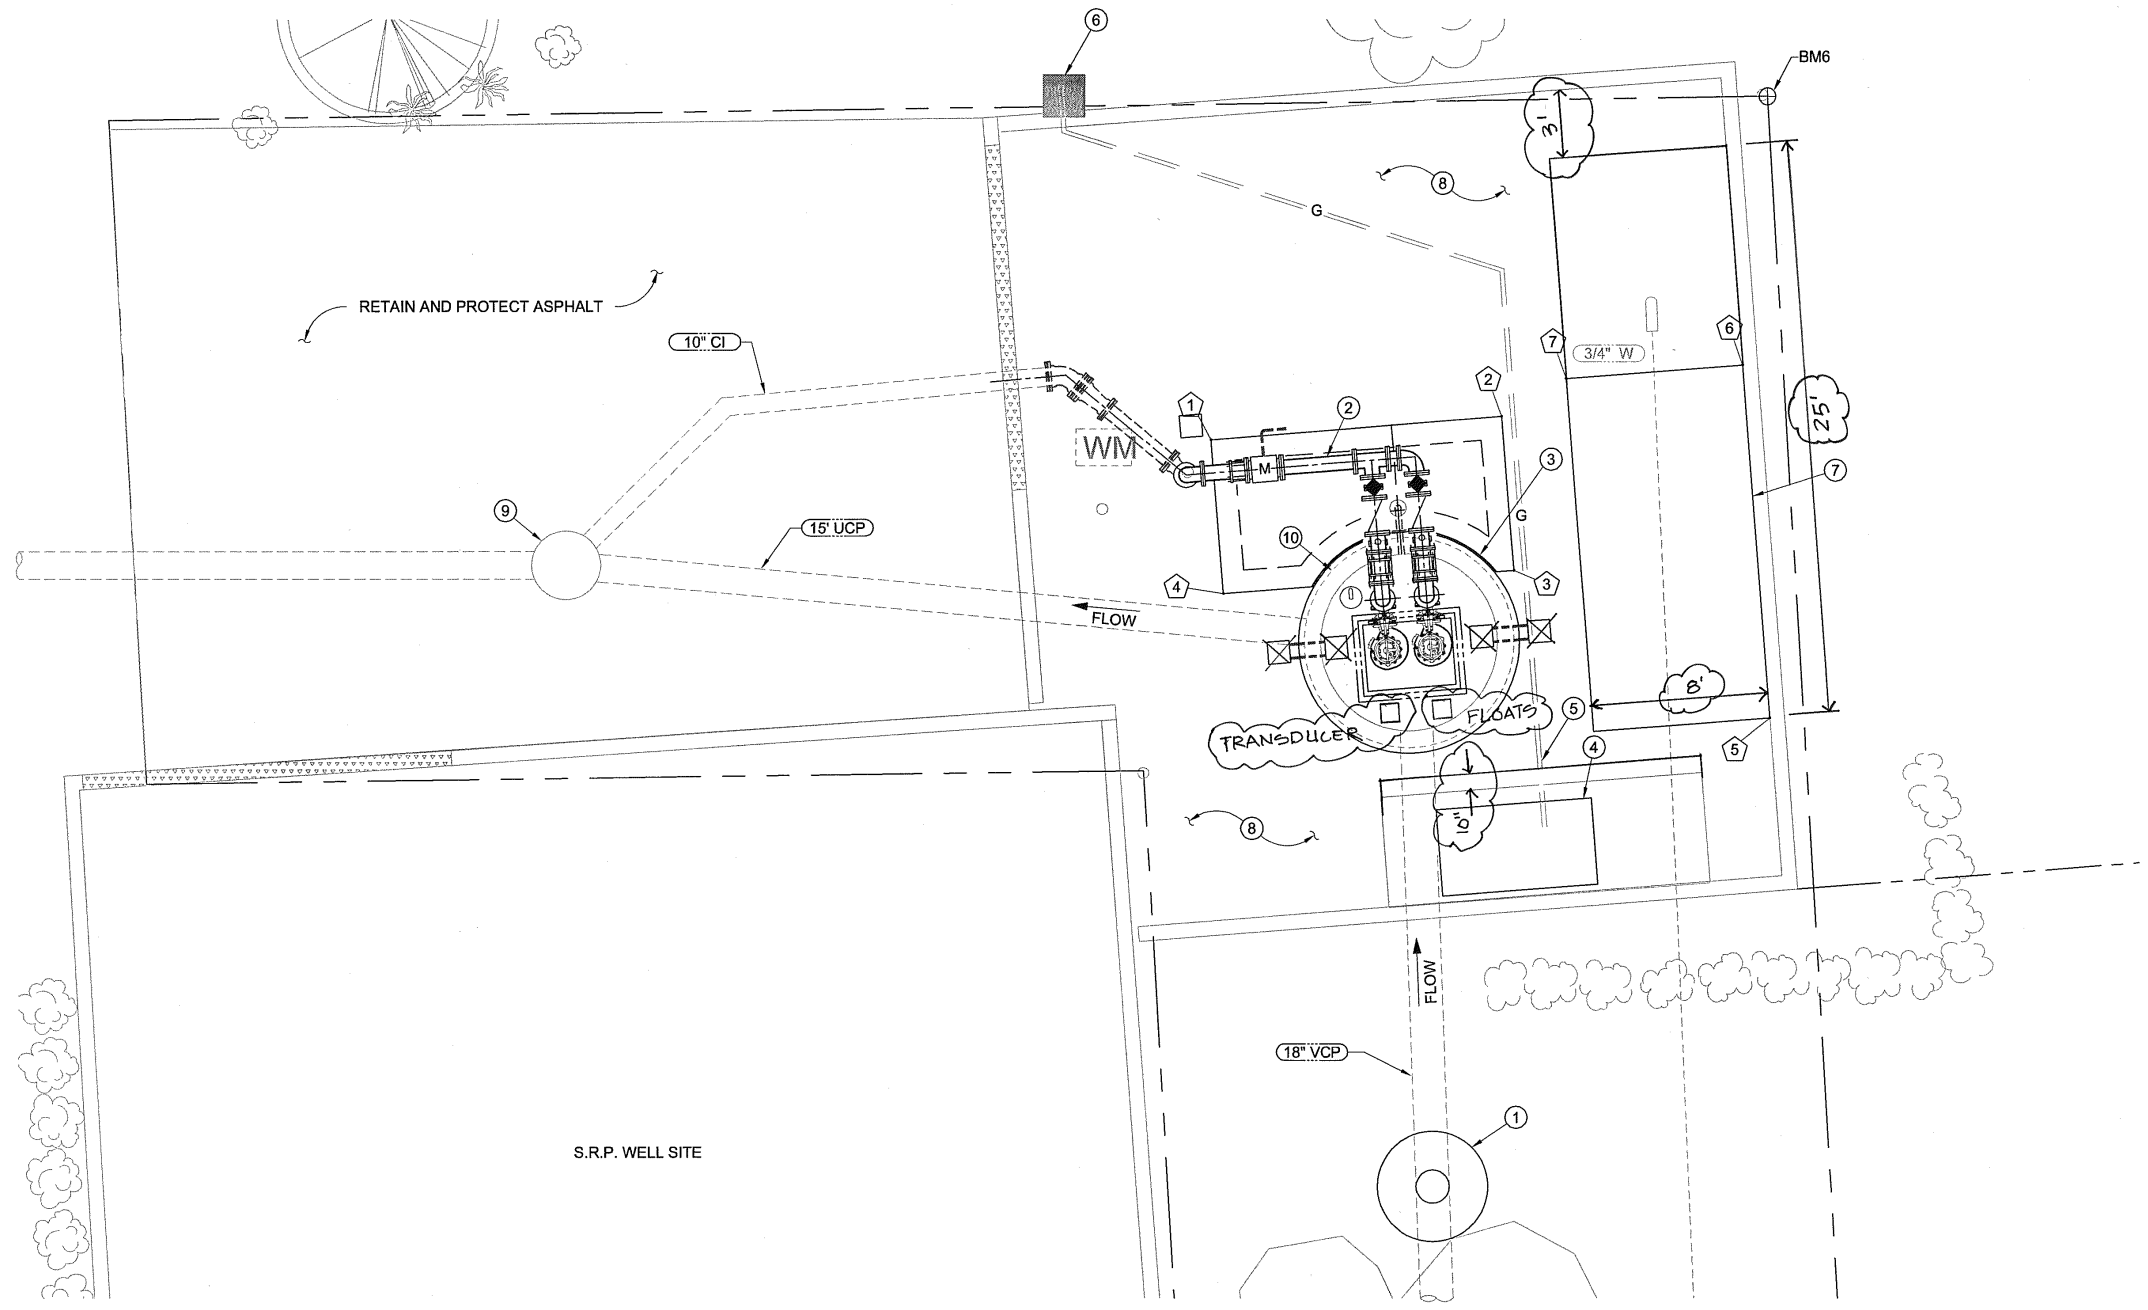 6
BM6
3'
8
G
RETAIN AND PROTECT ASPHALT
10" CI
6
7
3/4" W
2
1
2
25'
WM
M
3
7
9
15' UCP
G
10
4
3
FLOW
8'
TRANSDUCER
FLOATS
5
4
5
10"
8
FLOW
18" VCP
1
S.R.P. WELL SITE